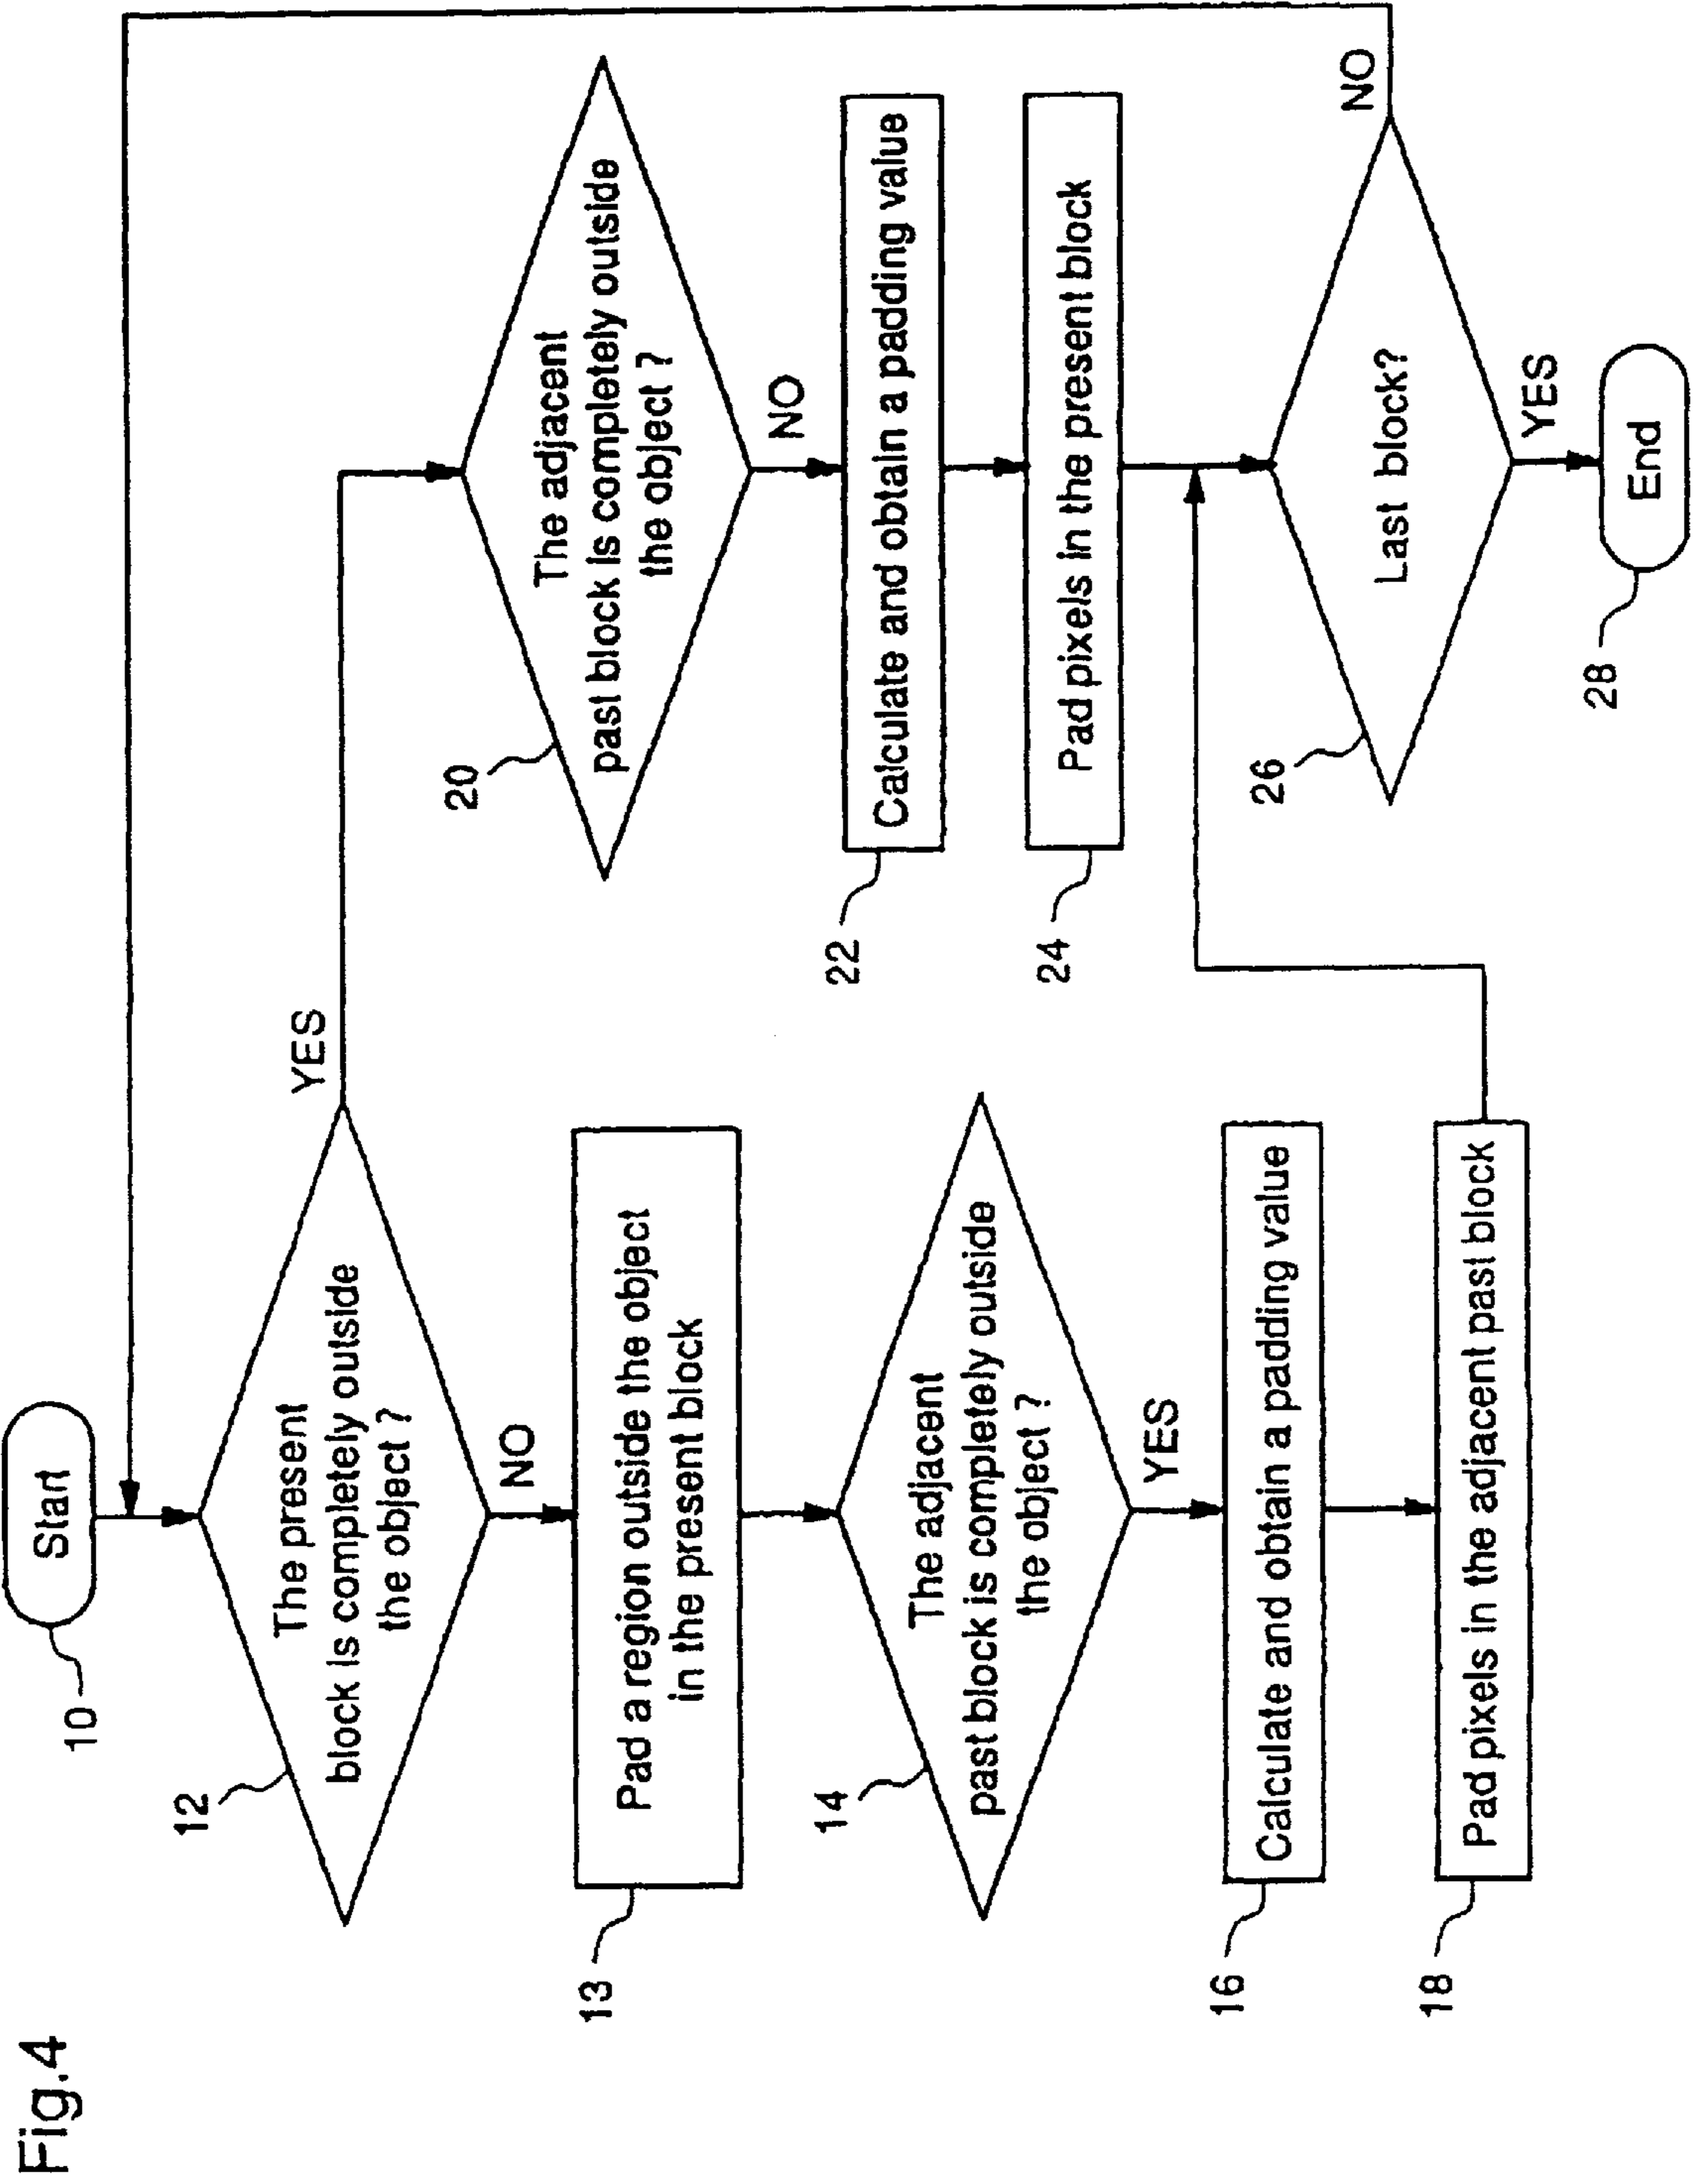 Fig.4
Start
10
The present
block is completely outside
the object ?
12
YES
NO
Pad a region outside the object
in the present block
13
The adjacent
past block is completely outside
the object ?
14
YES
Calculate and obtain a padding value
16
Pad pixels in the adjacent past block
18
The adjacent
past block is completely outside
the object ?
20
NO
Calculate and obtain a padding value
22
Pad pixels in the present block
24
Last block?
26
NO
YES
End
28